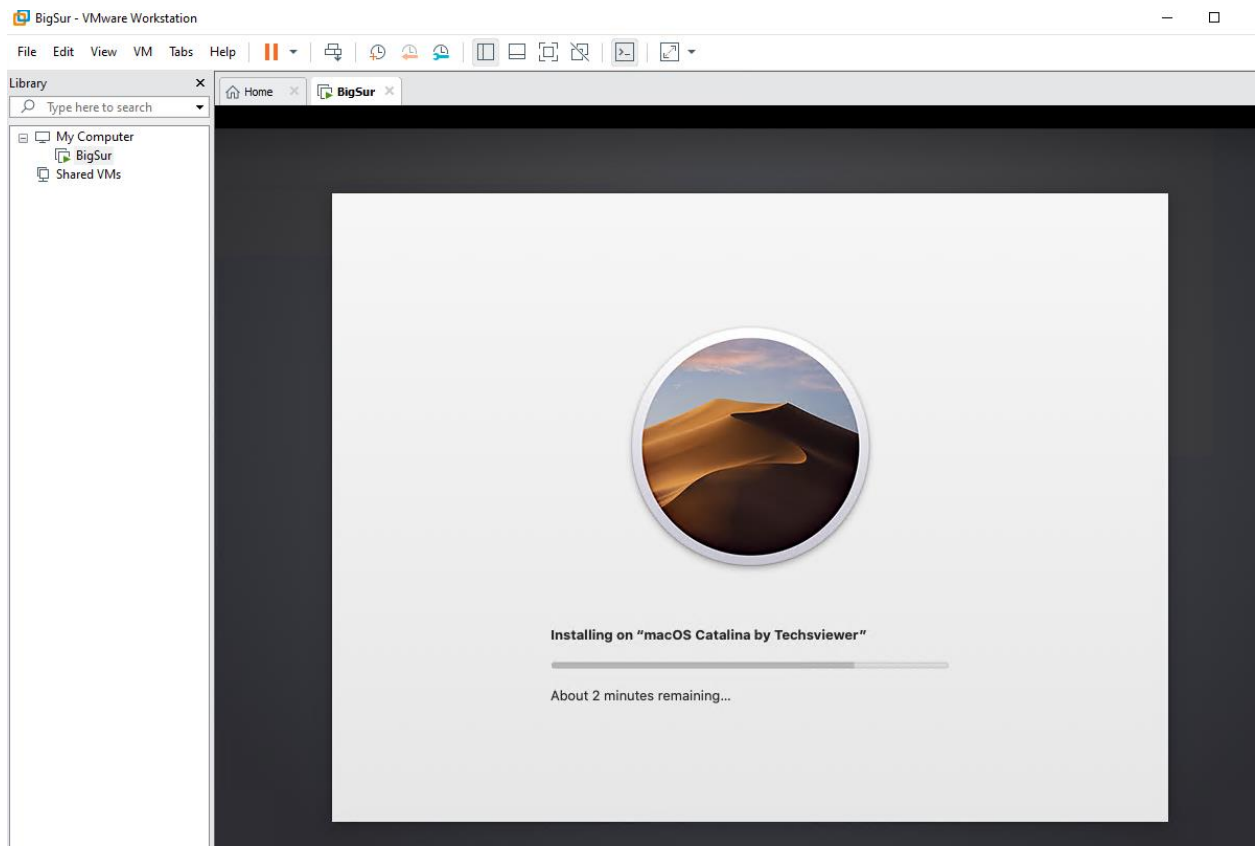 BigSur - VMware Workstation
File Edit View VM Tabs Help
Library
Type here to search
My Computer
BigSur
Shared VMs
Home
BigSur
Installing on “macOS Catalina by Techsviewer”
About 2 minutes remaining...